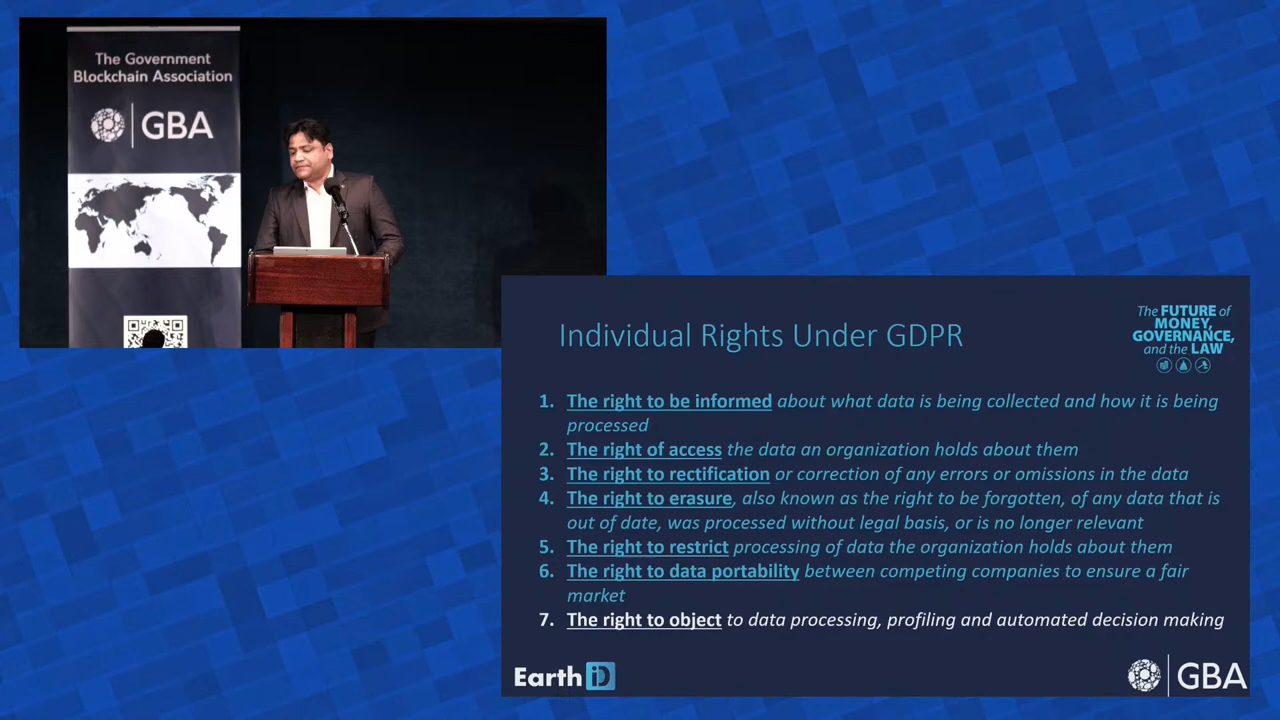 The Government
Blockchain Association
GBA
Individual Rights Under GDPR
The FUTURE of
MONEY,
GOVERNANCE,
and the LAW
1. The right to be informed about what data is being collected and how it is being
processed
2. The right of access the data an organization holds about them
3. The right to rectification or correction of any errors or omissions in the data
4. The right to erasure, also known as the right to be forgotten, of any data that is
out of date, was processed without legal basis, or is no longer relevant
5. The right to restrict processing of data the organization holds about them
6. The right to data portability between competing companies to ensure a fair
market
7. The right to object to data processing, profiling and automated decision making
Earth iD
GBA